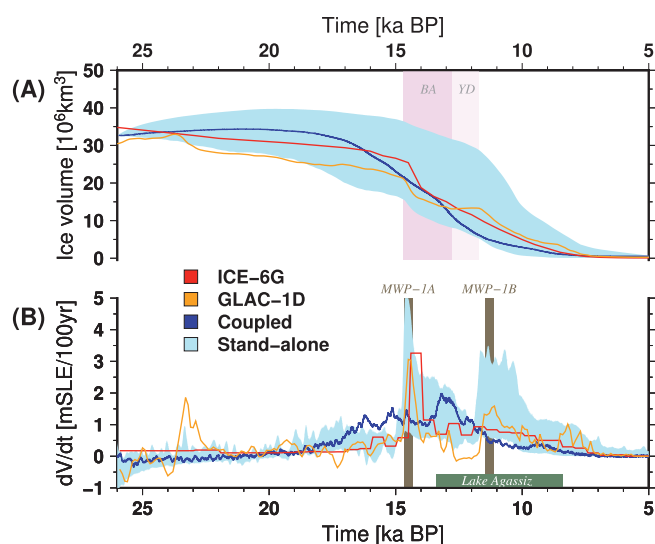 Time [ka BP]
25 20 15 10 5
(A)
50
40
30
20
10
0
Ice volume [10⁶km³]
BA YD
ICE−6G
GLAC−1D
Coupled
Stand−alone
MWP−1A MWP−1B
(B)
5
4
3
2
1
0
−1
dV/dt [mSLE/100yr]
Lake Agassiz
25 20 15 10 5
Time [ka BP]